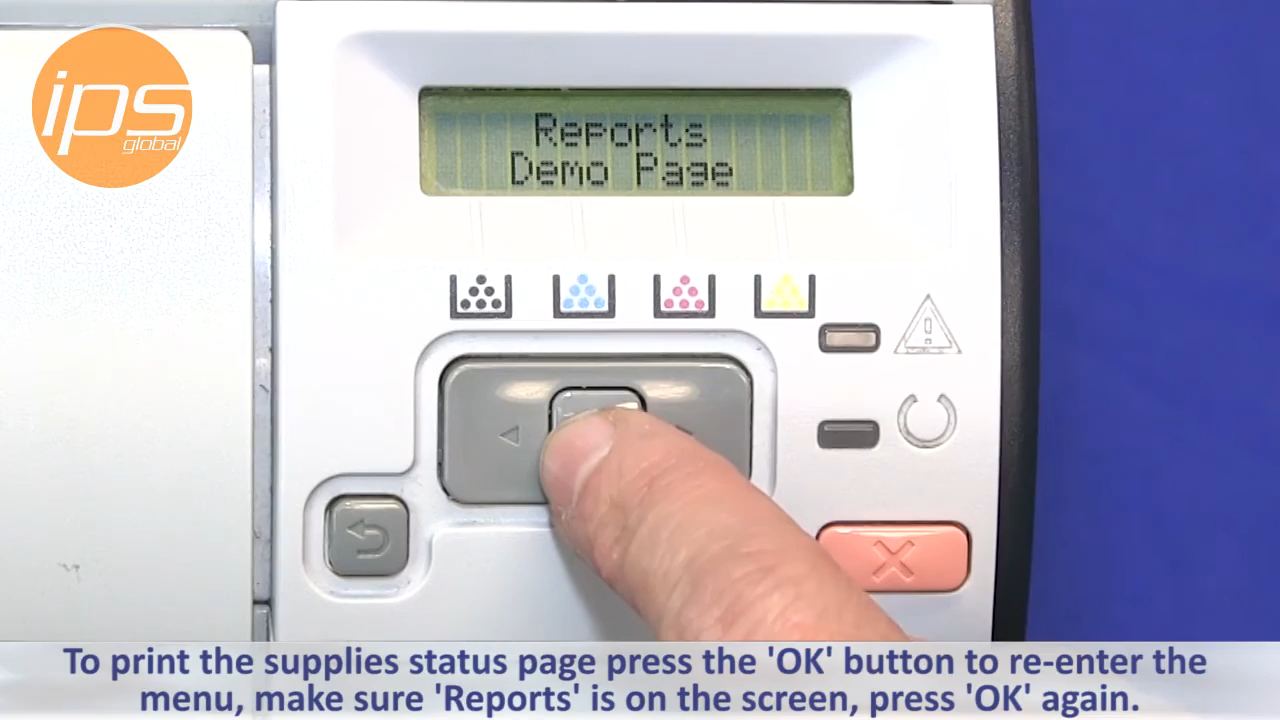 ips
global
Reports
Demo Page
To print the supplies status page press the 'OK' button to re-enter the
menu, make sure 'Reports' is on the screen, press 'OK' again.